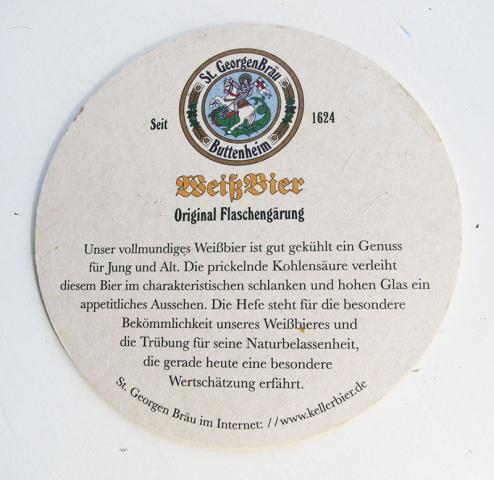 St. GeorgenBräu
Buttenheim
Seit 1624
WeißBier
Original Flaschengärung
Unser vollmundiges Weißbier ist gut gekühlt ein Genuss
für Jung und Alt. Die prickelnde Kohlensäure verleiht
diesem Bier im charakteristischen schlanken und hohen Glas ein
appetitliches Aussehen. Die Hefe steht für die besondere
Bekömmlichkeit unseres Weißbieres und
die Trübung für seine Naturbelassenheit,
die gerade heute eine besondere
Wertschätzung erfährt.
St. Georgen Bräu im Internet: //www.kellerbier.de